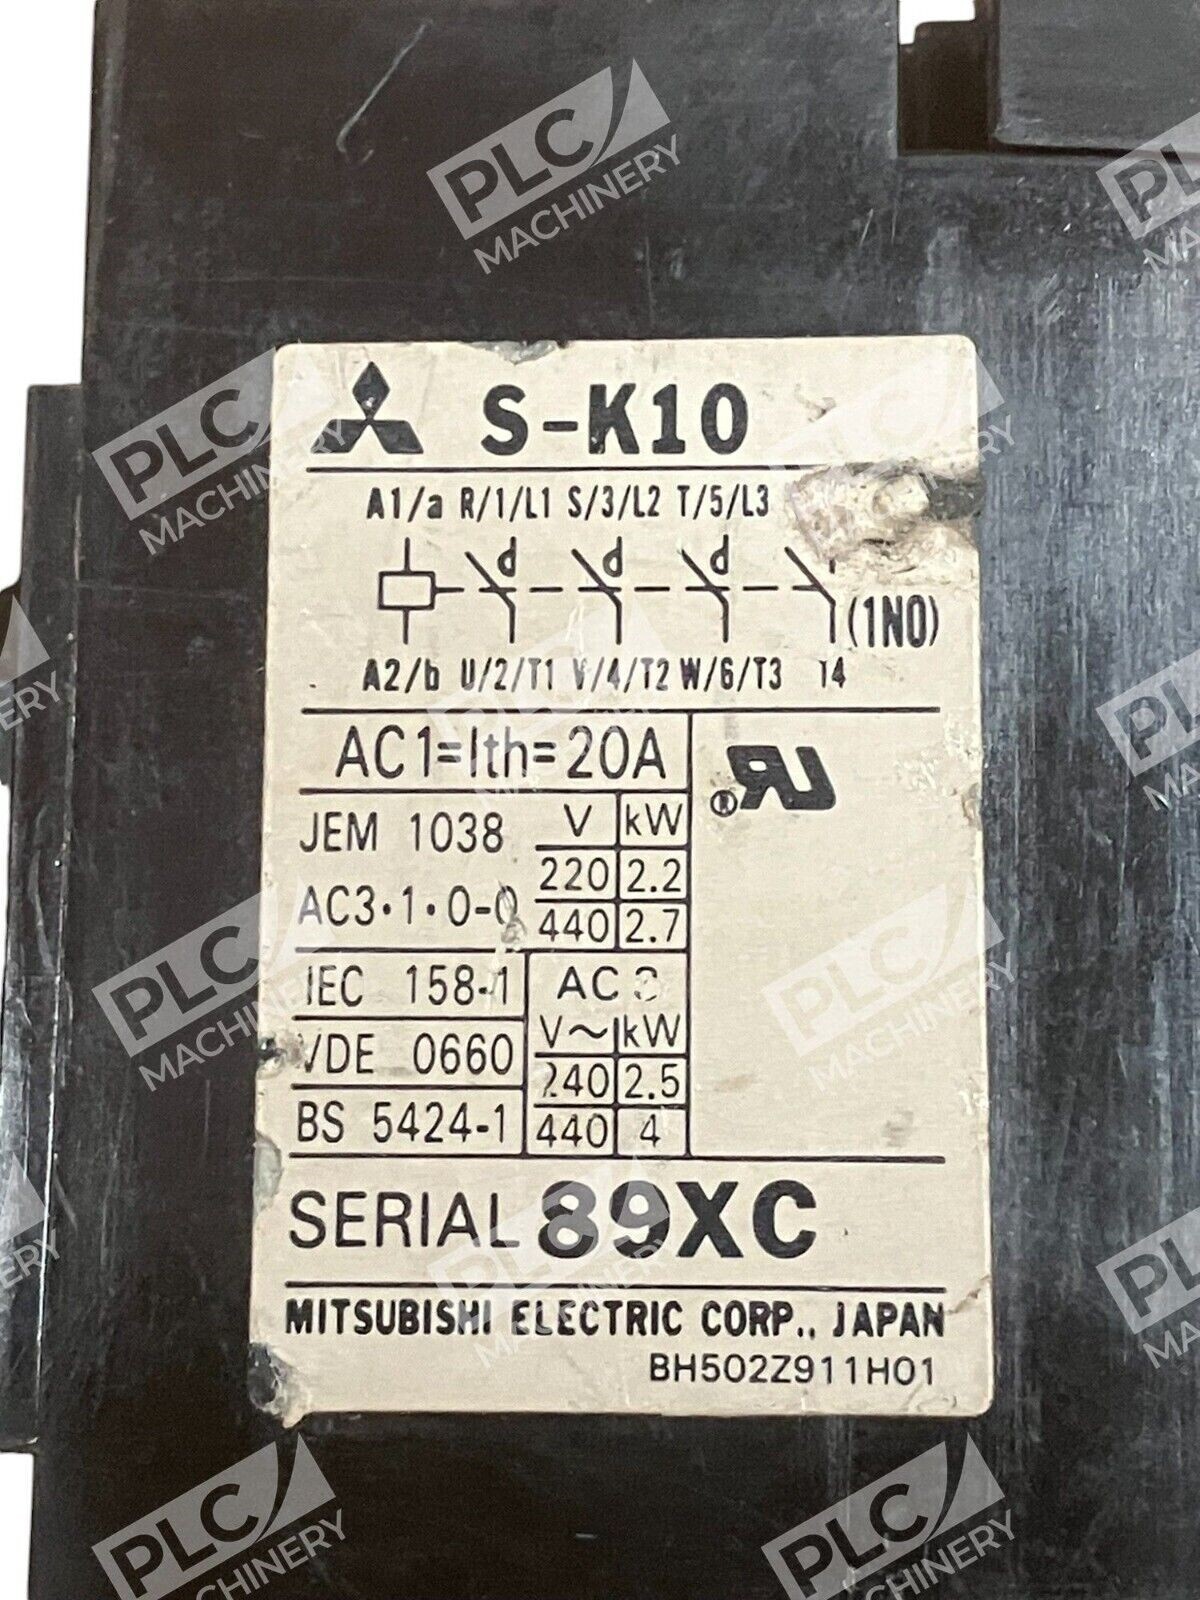 S-K10
A1/a R/1/L1 S/3/L2 T/5/L3
(1NO)
A2/b U/2/T1 V/4/T2 W/6/T3 14
AC1=Ith=20A
JEM 1038 V kW
220 2.2
AC3·1·0-0 440 2.7
IEC 158-1 AC 3
V~ kW
VDE 0660 240 2.5
BS 5424-1 440 4
SERIAL 89XC
MITSUBISHI ELECTRIC CORP., JAPAN
BH502Z911H01
PLC MACHINERY